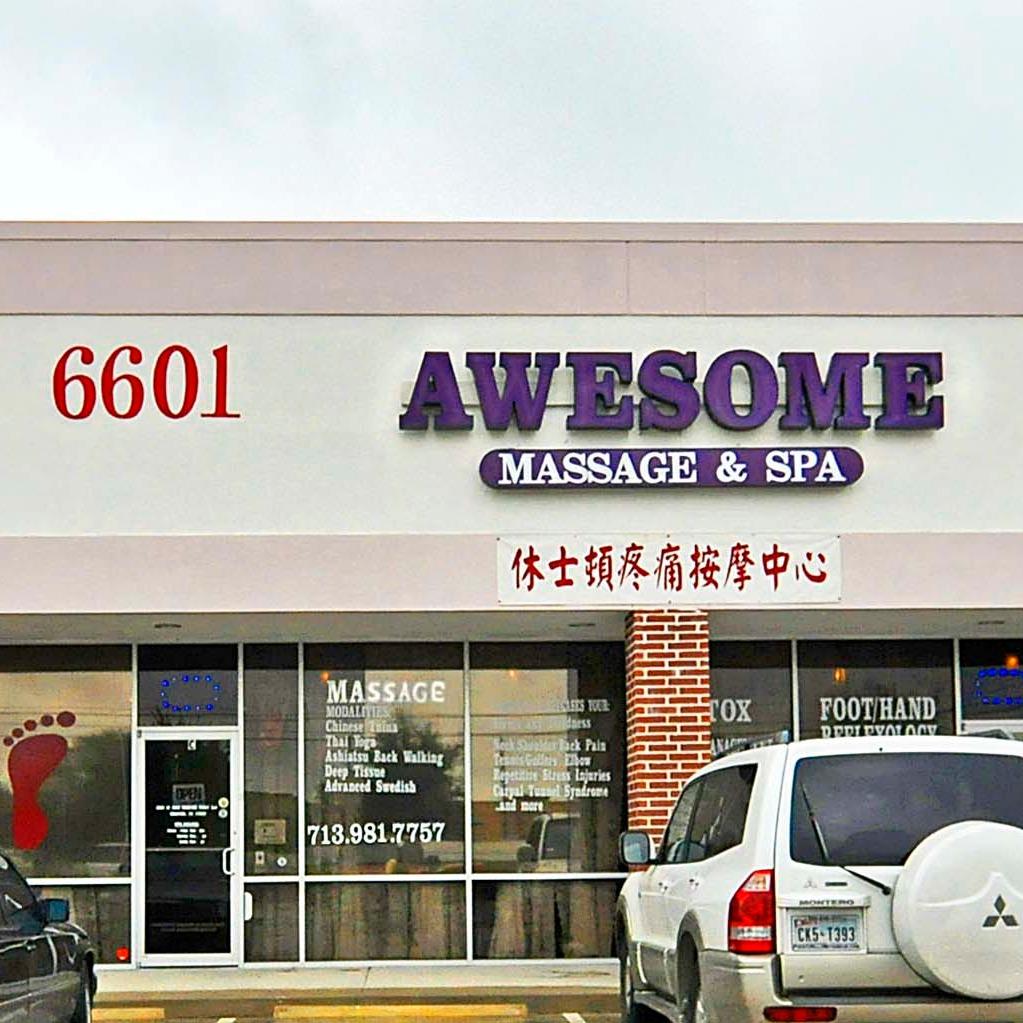 6601
AWESOME
MASSAGE & SPA
休士頓疼痛按摩中心
MASSAGE
MODALITIES:
Chinese Tuina
Thai Yoga
Ashiatsu Back Walking
Deep Tissue
Advanced Swedish
713.981.7757
YOUR:
Neck Shoulder Back Pain
Tennis/Golfers Elbow
Repetitive Stress Injuries
Carpal Tunnel Syndrome
..and more
FOOT/HAND
REFLEXOLOGY
OPEN
MONTERO
CK5·T393